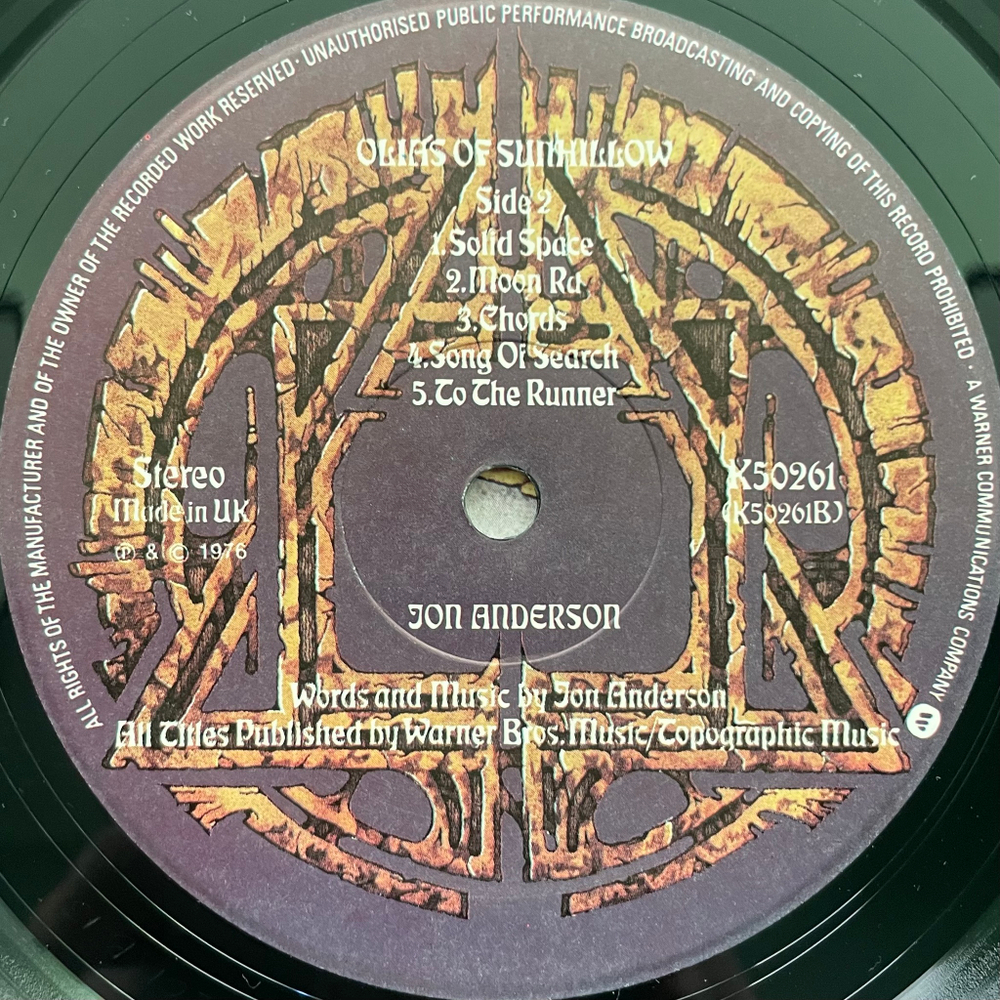 ALL RIGHTS OF THE MANUFACTURER AND OF THE OWNER OF THE RECORDED WORK RESERVED · UNAUTHORISED PUBLIC PERFORMANCE BROADCASTING AND COPYING OF THIS RECORD PROHIBITED · A WARNER COMMUNICATIONS COMPANY
OLIAS OF SUNHILLOW
Side 2
1.Solid Space
2.Moon Ra
3.Chords
4.Song Of Search
5.To The Runner
Stereo
Made in UK
℗ & © 1976
K50261
(K50261B)
JON ANDERSON
Words and Music by Jon Anderson
All Titles Published by Warner Bros. Music/Topographic Music